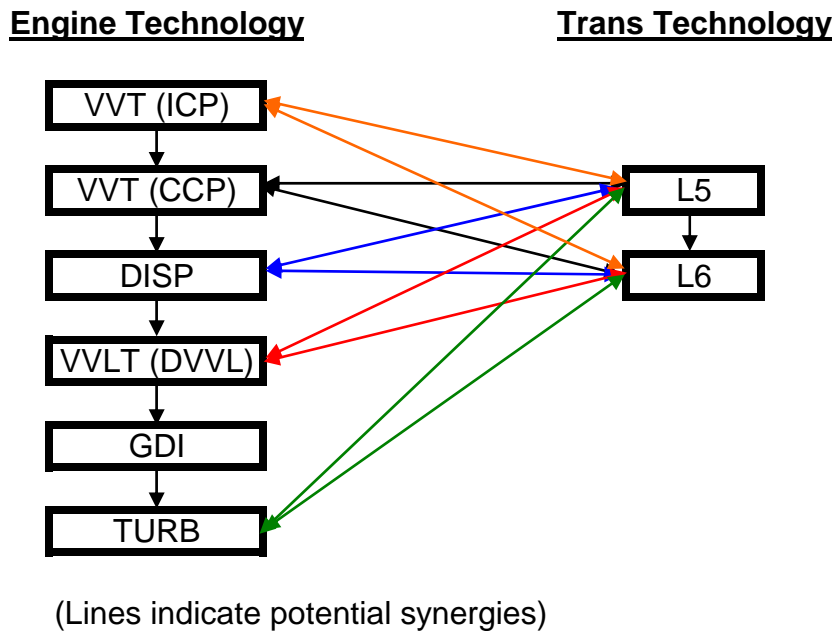 Engine Technology
Trans Technology
VVT (ICP)
VVT (CCP)
DISP
VVLT (DVVL)
GDI
TURB
L5
L6
(Lines indicate potential synergies)